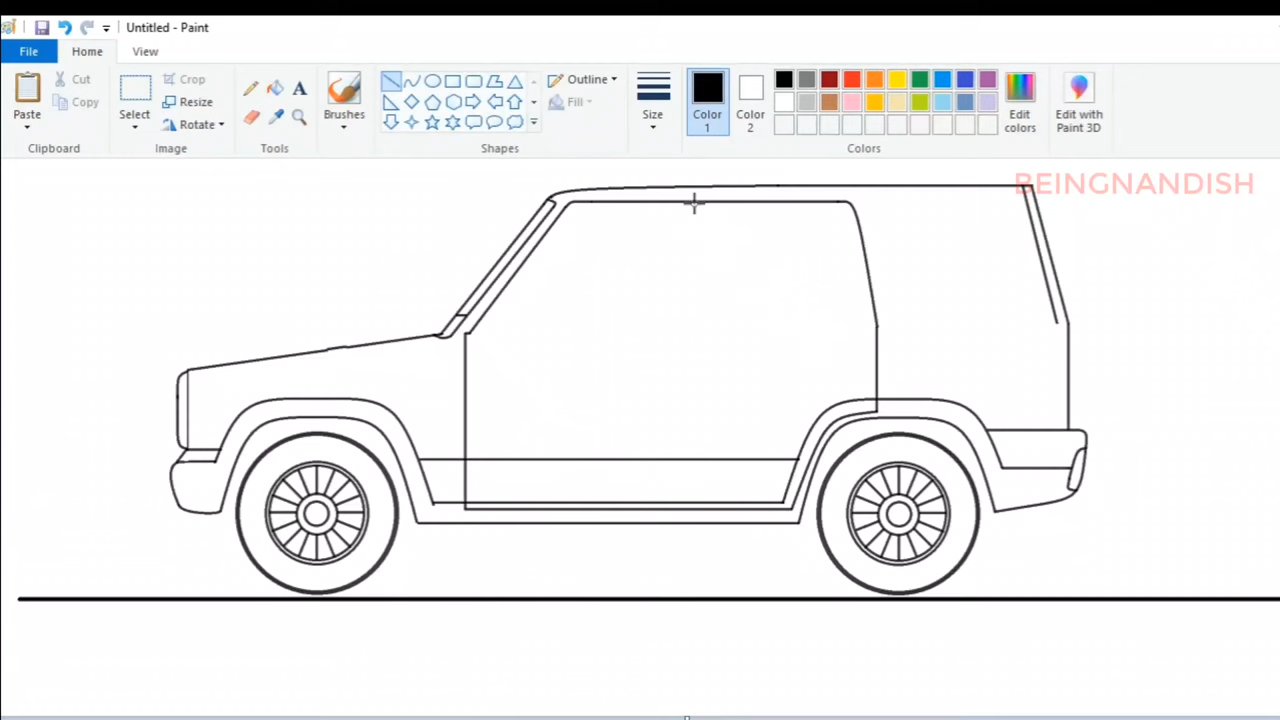 Untitled - Paint
File Home View
Paste
Cut
Copy
Clipboard
Select
Crop
Resize
Rotate
Image
A
Tools
Brushes
Outline
Fill
Shapes
Size
Color 1
Color 2
Edit colors
Colors
Edit with Paint 3D
BEINGNANDISH